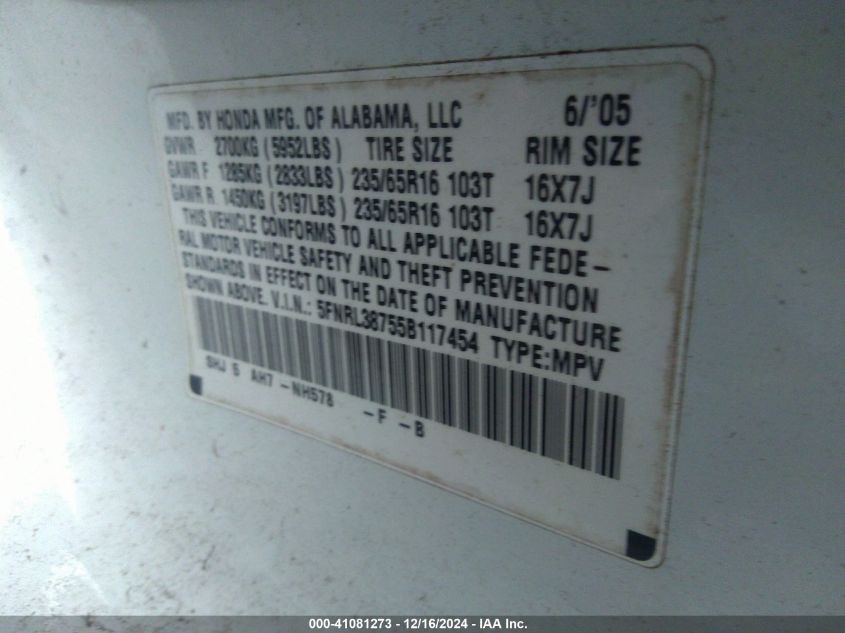 MFD. BY HONDA MFG. OF ALABAMA, LLC 6/'05
GVWR 2700KG (5952LBS) TIRE SIZE RIM SIZE
GAWR F 1285KG (2833LBS) 235/65R16 103T 16X7J
GAWR R 1450KG (3197LBS) 235/65R16 103T 16X7J
THIS VEHICLE CONFORMS TO ALL APPLICABLE FEDE-
RAL MOTOR VEHICLE SAFETY AND THEFT PREVENTION
STANDARDS IN EFFECT ON THE DATE OF MANUFACTURE
SHOWN ABOVE. V.I.N.: 5FNRL38755B117454 TYPE:MPV
SHJ 5 AH7 -NH578 -F -B
000-41081273 - 12/16/2024 - IAA Inc.